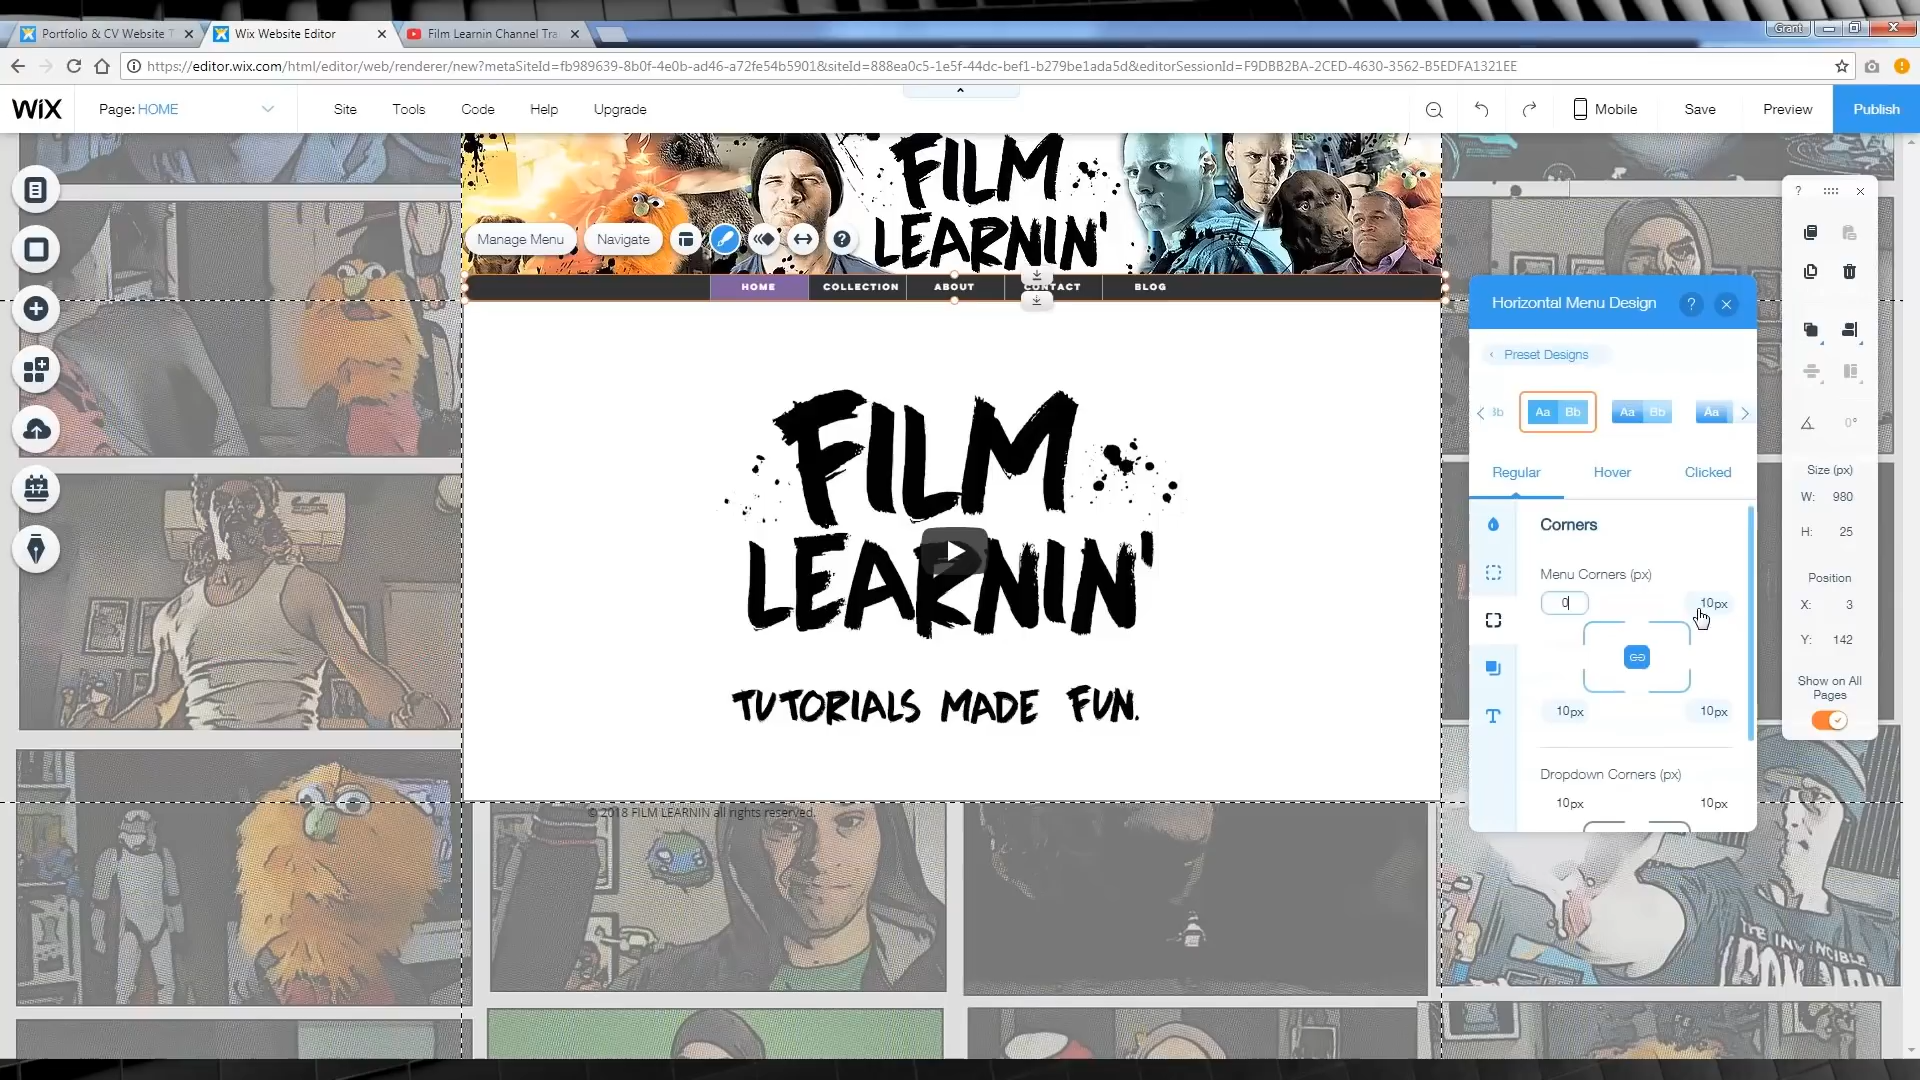 Portfolio & CV Website T
Wix Website Editor
Film Learnin Channel Tra
Grant
https://editor.wix.com/html/editor/web/renderer/new?metaSiteId=fb989639-8b0f-4e0b-ad46-a72fe54b5901&siteId=888ea0c5-1e5f-44dc-bef1-b279be1ada5d&editorSessionId=F9DBB2BA-2CED-4630-3562-B5EDFA1321EE
WiX
Page: HOME
Site
Tools
Code
Help
Upgrade
Mobile
Save
Preview
Publish
FILM
LEARNIN'
Manage Menu
Navigate
HOME
COLLECTION
ABOUT
CONTACT
BLOG
FILM
LEARNIN'
TUTORIALS MADE FUN.
© 2018 FILM LEARNIN all rights reserved.
17
Horizontal Menu Design
?
Preset Designs
Bb
Aa Bb
Aa Bb
Aa
Regular
Hover
Clicked
Corners
Menu Corners (px)
0
10px
10px
10px
Dropdown Corners (px)
10px
10px
?
0°
Size (px)
W: 980
H: 25
Position
X: 3
Y: 142
Show on All
Pages
THE INVINCIBLE